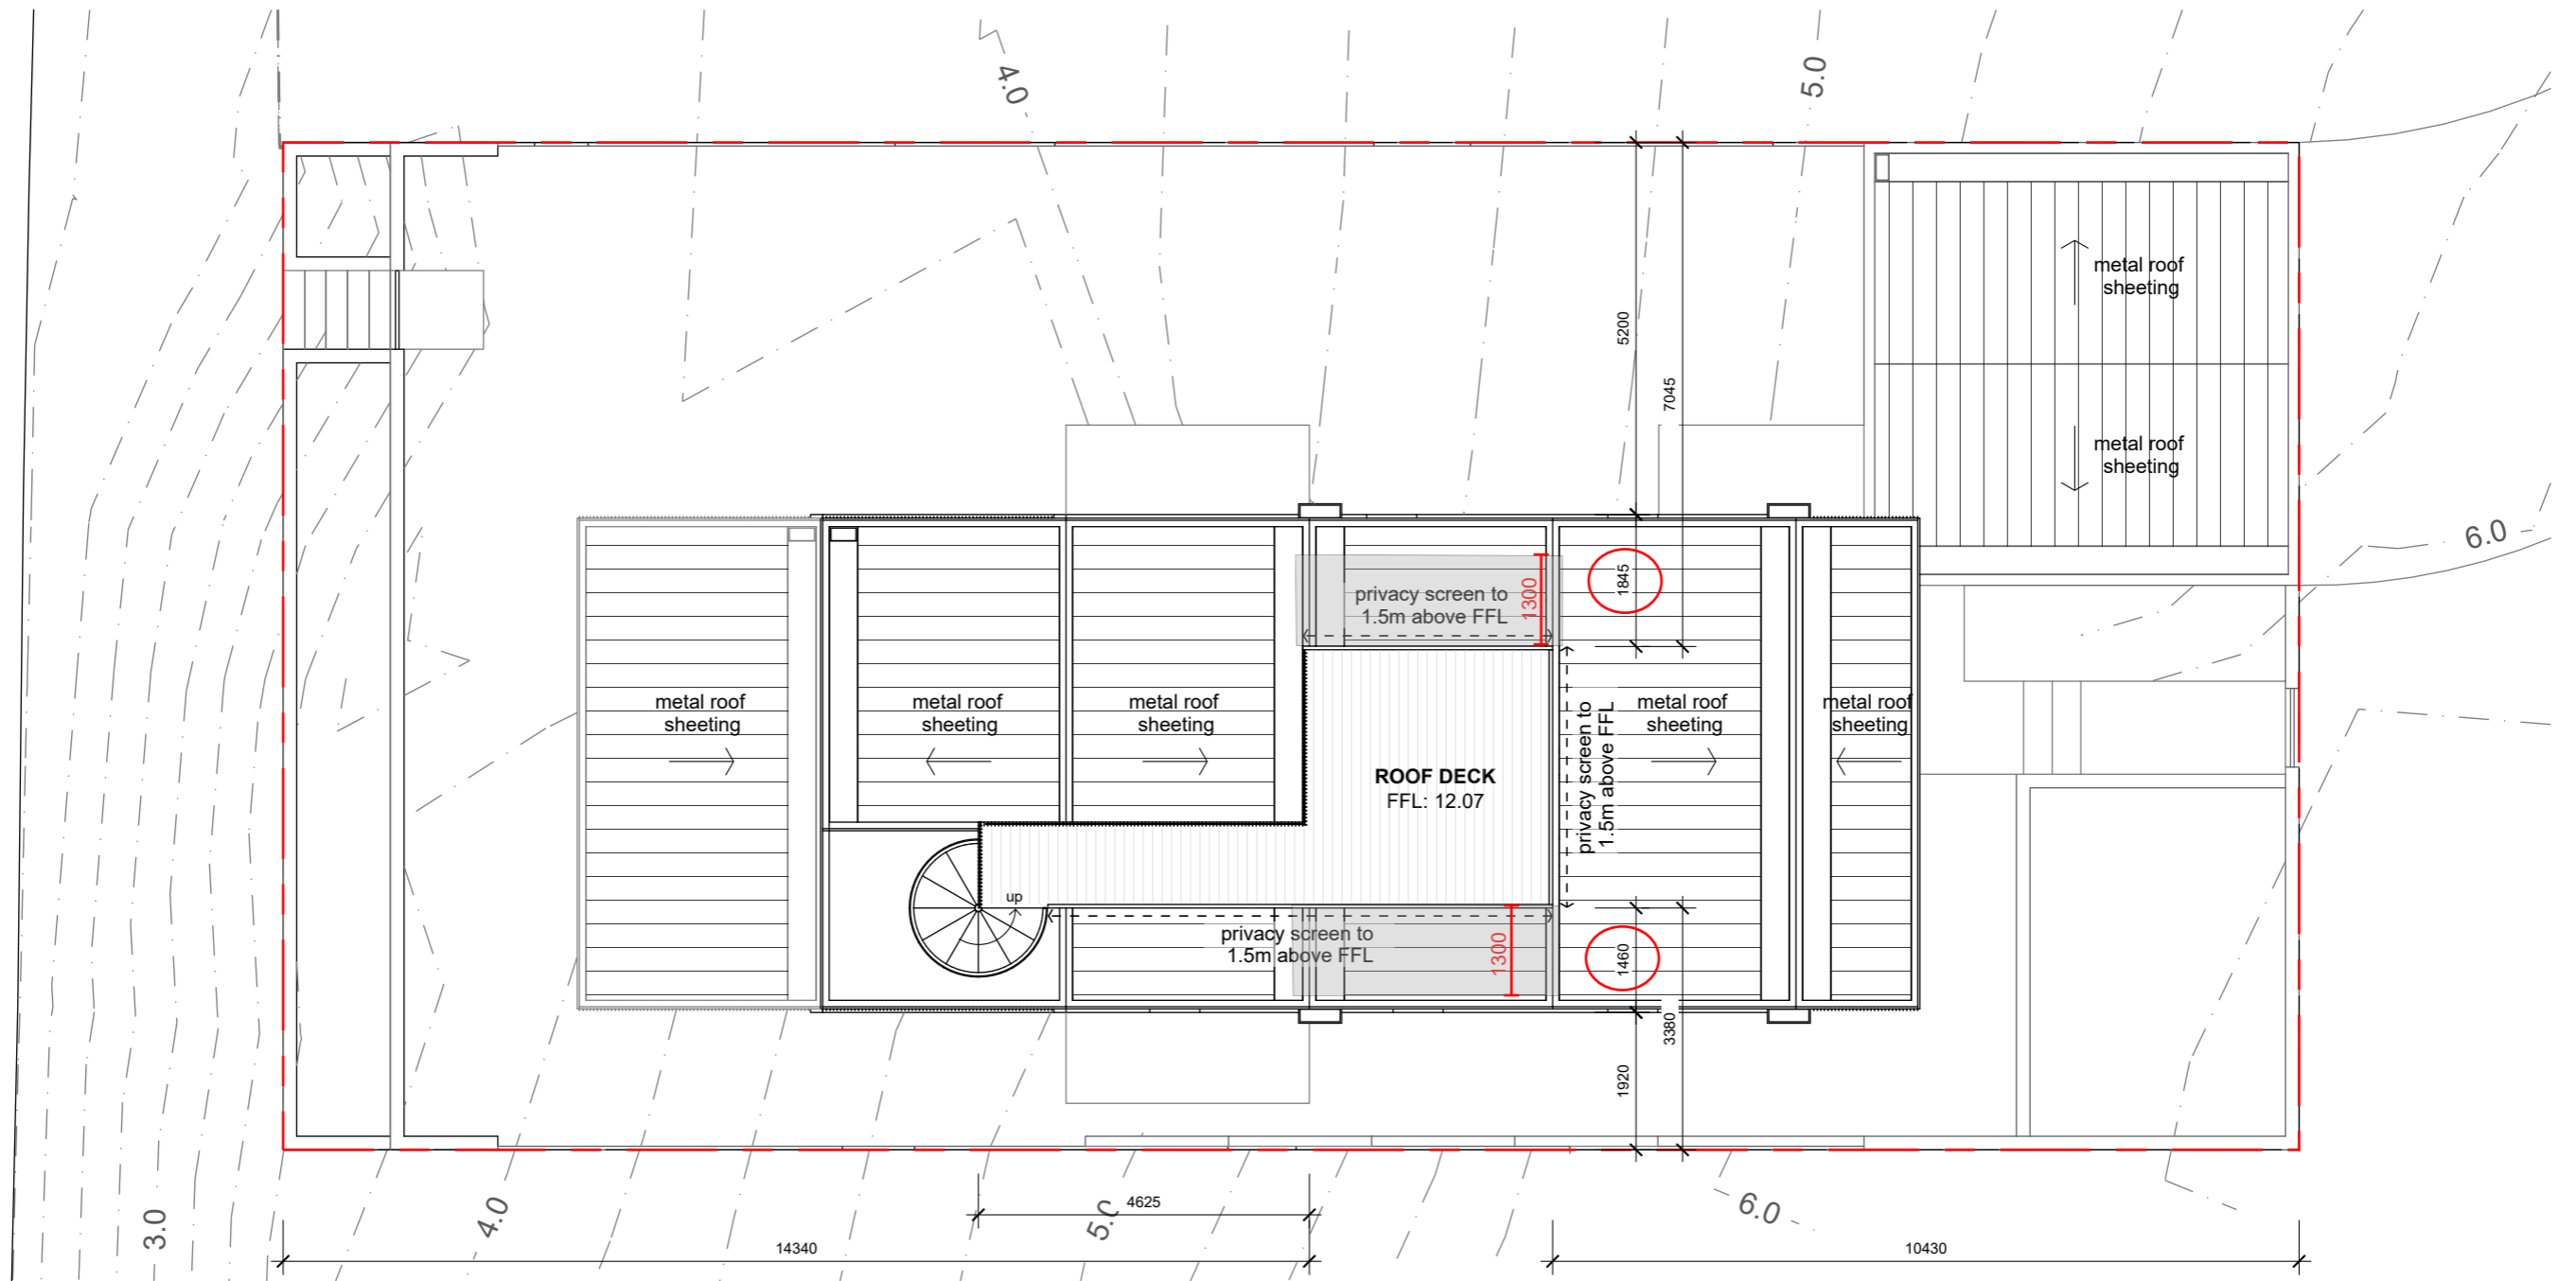 4.0
5.0
metal roof
sheeting
5200
7045
metal roof
sheeting
6.0
1845
1300
privacy screen to
1.5m above FFL
metal roof
sheeting
metal roof
sheeting
metal roof
sheeting
privacy screen to
1.5m above FFL
metal roof
sheeting
metal roof
sheeting
ROOF DECK
FFL: 12.07
up
privacy screen to
1.5m above FFL
1300
1460
3380
1920
3.0
4.0
5.0
4625
6.0
14340
10430